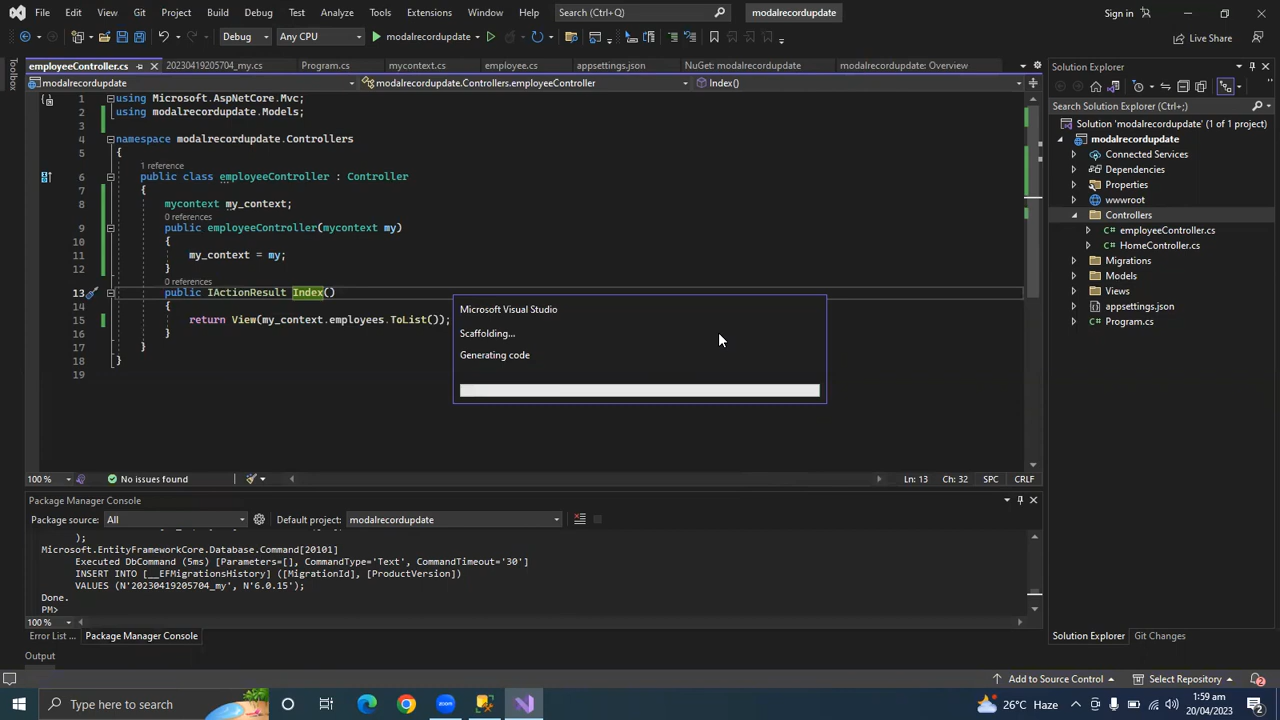 File Edit View Git Project Build Debug Test Analyze Tools Extensions Window Help Search (Ctrl+Q) modalrecordupdate Sign in
Debug Any CPU modalrecordupdate Live Share
employeeController.cs 20230419205704_my.cs Program.cs mycontext.cs employee.cs appsettings.json NuGet: modalrecordupdate modalrecordupdate: Overview
modalrecordupdate modalrecordupdate.Controllers.employeeController Index()
Toolbox
1 using Microsoft.AspNetCore.Mvc;
2 using modalrecordupdate.Models;
3
4 namespace modalrecordupdate.Controllers
5 {
1 reference
6 public class employeeController : Controller
7 {
8 mycontext my_context;
0 references
9 public employeeController(mycontext my)
10 {
11 my_context = my;
12 }
0 references
13 public IActionResult Index()
14 {
15 return View(my_context.employees.ToList());
16 }
17 }
18 }
19
Microsoft Visual Studio
Scaffolding...
Generating code
100 % No issues found Ln: 13 Ch: 32 SPC CRLF
Package Manager Console
Package source: All Default project: modalrecordupdate
);
Microsoft.EntityFrameworkCore.Database.Command[20101]
Executed DbCommand (5ms) [Parameters=[], CommandType='Text', CommandTimeout='30']
INSERT INTO [__EFMigrationsHistory] ([MigrationId], [ProductVersion])
VALUES (N'20230419205704_my', N'6.0.15');
Done.
PM>
100 %
Error List ... Package Manager Console
Output
Solution Explorer
Search Solution Explorer (Ctrl+;)
Solution 'modalrecordupdate' (1 of 1 project)
modalrecordupdate
Connected Services
Dependencies
Properties
wwwroot
Controllers
employeeController.cs
HomeController.cs
Migrations
Models
Views
appsettings.json
Program.cs
Solution Explorer Git Changes
Add to Source Control Select Repository 2
Type here to search 26°C Haze 1:59 am
20/04/2023 2